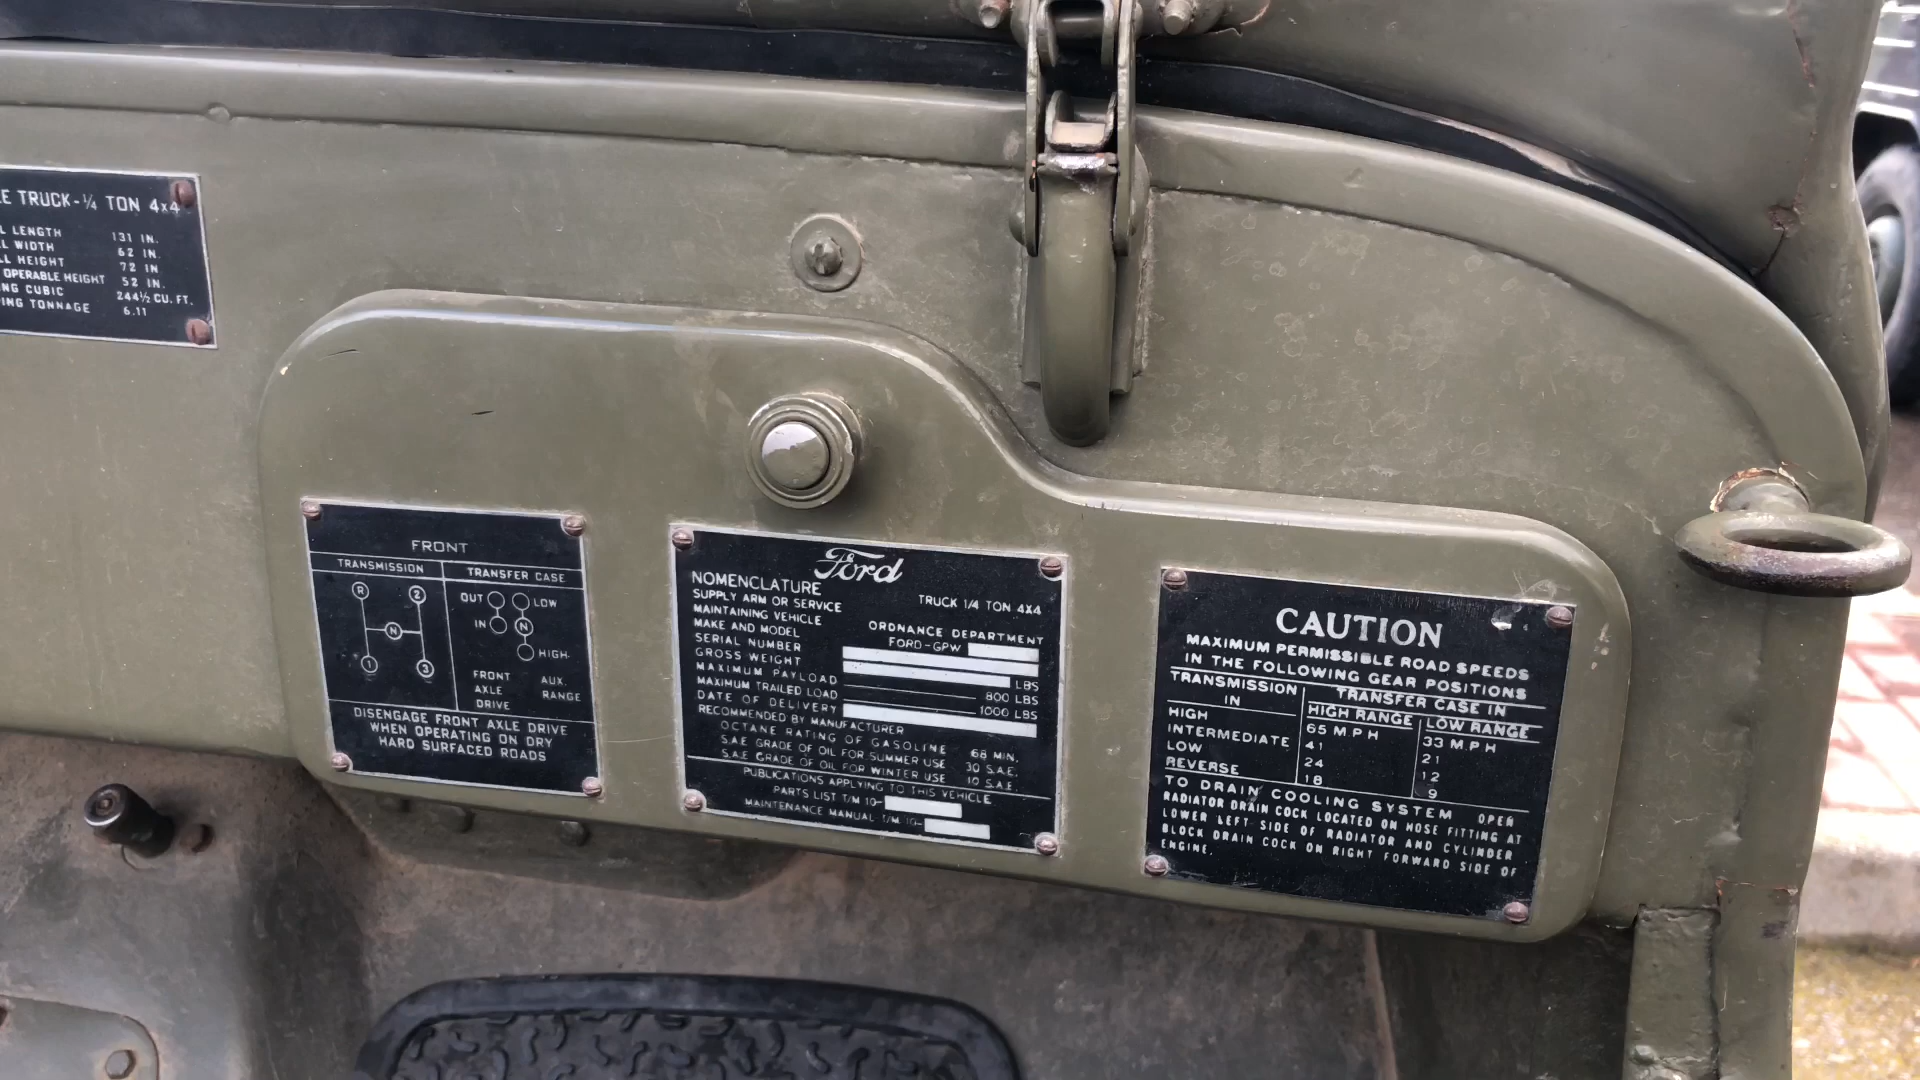 E TRUCK-¼ TON 4x4
L LENGTH 131 IN.
L WIDTH 62 IN.
LL HEIGHT 72 IN
OPERABLE HEIGHT 52 IN.
ING CUBIC 244½ CU. FT.
PING TONNAGE 6.11
FRONT
TRANSMISSION TRANSFER CASE
R 2 OUT LOW
N IN N
1 3 HIGH
FRONT AXLE DRIVE
AUX. RANGE
DISENGAGE FRONT AXLE DRIVE
WHEN OPERATING ON DRY
HARD SURFACED ROADS
Ford
NOMENCLATURE TRUCK 1/4 TON 4X4
SUPPLY ARM OR SERVICE
MAINTAINING VEHICLE ORDNANCE DEPARTMENT
MAKE AND MODEL FORD-GPW
SERIAL NUMBER
GROSS WEIGHT LBS
MAXIMUM PAYLOAD 800 LBS
MAXIMUM TRAILED LOAD 1000 LBS
DATE OF DELIVERY
RECOMMENDED BY MANUFACTURER
OCTANE RATING OF GASOLINE 68 MIN.
S.A.E. GRADE OF OIL FOR SUMMER USE 30 S.A.E.
S.A.E. GRADE OF OIL FOR WINTER USE 10 S.A.E.
PUBLICATIONS APPLYING TO THIS VEHICLE
PARTS LIST T/M 10-
MAINTENANCE MANUAL T/M 10-
CAUTION
MAXIMUM PERMISSIBLE ROAD SPEEDS
IN THE FOLLOWING GEAR POSITIONS
TRANSMISSION IN TRANSFER CASE IN
HIGH RANGE LOW RANGE
HIGH 65 MPH 33 M.P.H
INTERMEDIATE 41 21
LOW 24 12
REVERSE 18 9
TO DRAIN COOLING SYSTEM OPEN
RADIATOR DRAIN COCK LOCATED ON HOSE FITTING AT
LOWER LEFT SIDE OF RADIATOR AND CYLINDER
BLOCK DRAIN COCK ON RIGHT FORWARD SIDE OF
ENGINE.